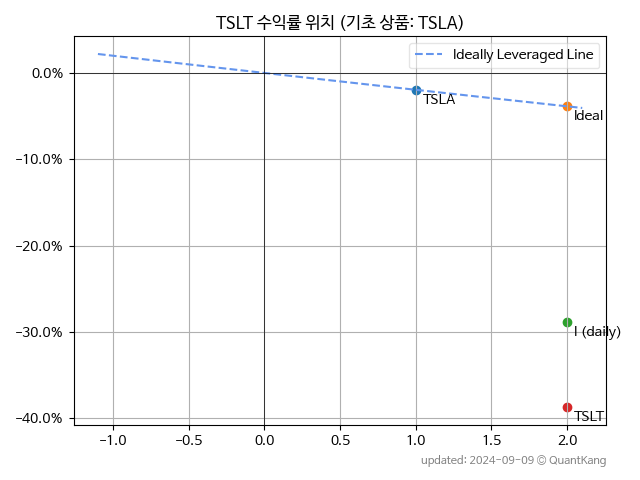 TSLT 수익률 위치 (기초 상품: TSLA)
Ideally Leveraged Line
0.0%
TSLA
Ideal
−10.0%
−20.0%
−30.0%
I (daily)
−40.0%
TSLT
−1.0 −0.5 0.0 0.5 1.0 1.5 2.0
updated: 2024-09-09 © QuantKang